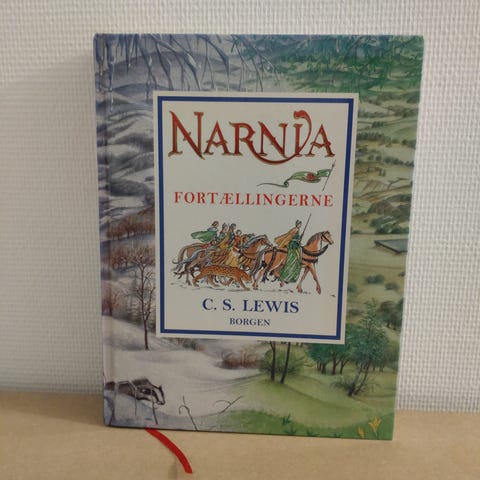 NARNIA
FORTÆLLINGERNE
C. S. LEWIS
BORGEN